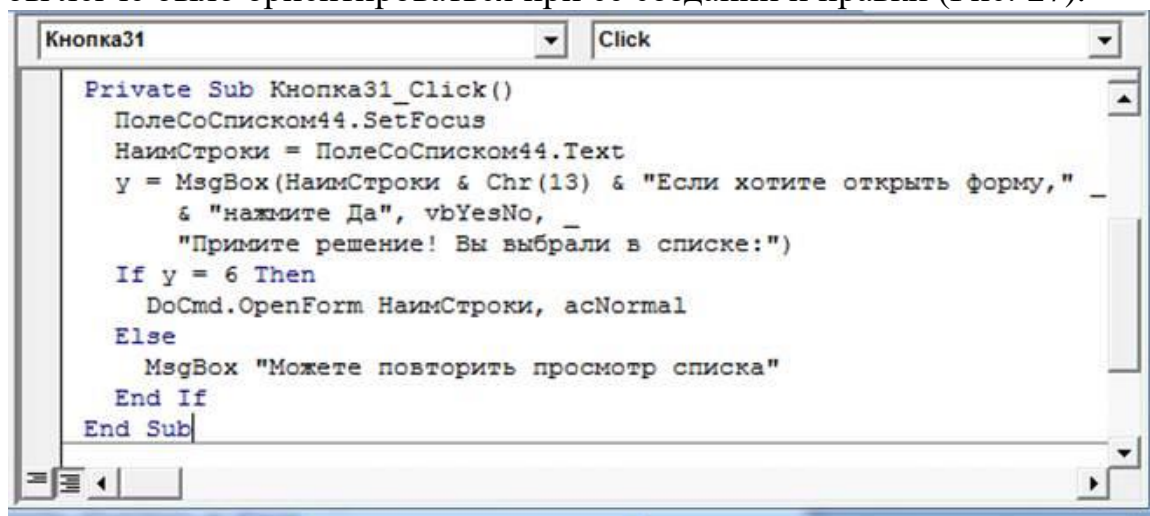 Кнопка31 Click
Private Sub Кнопка31_Click()
ПолеСоСписком44.SetFocus
НаимСтроки = ПолеСоСписком44.Text
y = MsgBox(НаимСтроки & Chr(13) & "Если хотите открыть форму," _
& "нажмите Да", vbYesNo, _
"Примите решение! Вы выбрали в списке:")
If y = 6 Then
DoCmd.OpenForm НаимСтроки, acNormal
Else
MsgBox "Можете повторить просмотр списка"
End If
End Sub